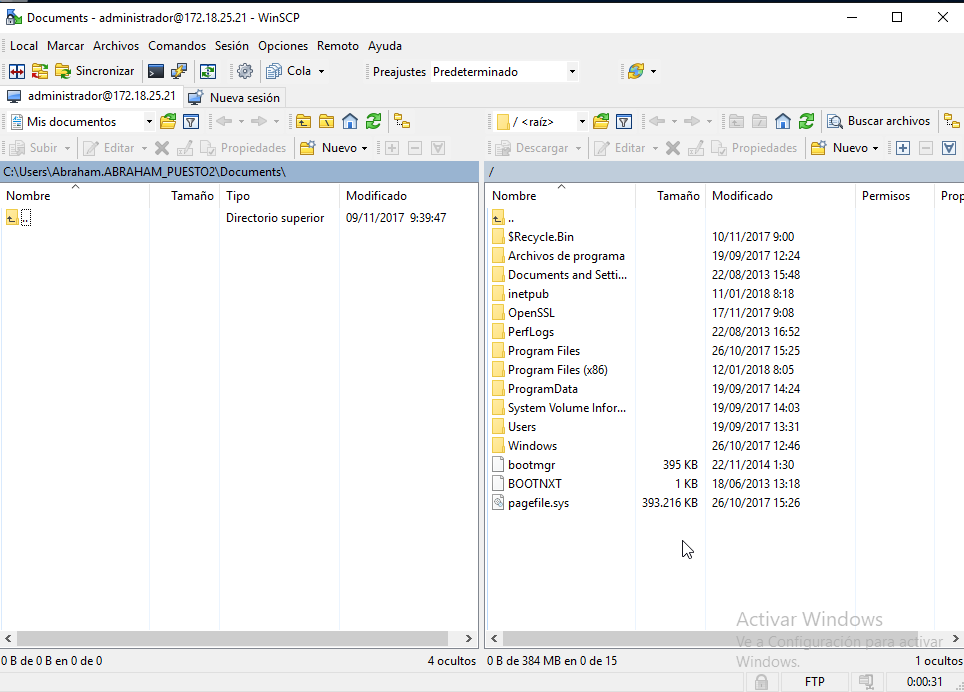 Documents - administrador@172.18.25.21 - WinSCP
Local Marcar Archivos Comandos Sesión Opciones Remoto Ayuda
Sincronizar Cola Preajustes Predeterminado
administrador@172.18.25.21 Nueva sesión
Mis documentos / <raíz> Buscar archivos
Subir Editar Propiedades Nuevo Descargar Editar Propiedades Nuevo
C:\Users\Abraham.ABRAHAM_PUESTO2\Documents\ /
Nombre Tamaño Tipo Modificado Nombre Tamaño Modificado Permisos Prop
.. Directorio superior 09/11/2017 9:39:47 ..
$Recycle.Bin 10/11/2017 9:00
Archivos de programa 19/09/2017 12:24
Documents and Setti... 22/08/2013 15:48
inetpub 11/01/2018 8:18
OpenSSL 17/11/2017 9:08
PerfLogs 22/08/2013 16:52
Program Files 26/10/2017 15:25
Program Files (x86) 12/01/2018 8:05
ProgramData 19/09/2017 14:24
System Volume Infor... 19/09/2017 14:03
Users 19/09/2017 13:31
Windows 26/10/2017 12:46
bootmgr 395 KB 22/11/2014 1:30
BOOTNXT 1 KB 18/06/2013 13:18
pagefile.sys 393.216 KB 26/10/2017 15:26
Activar Windows
Ve a Configuración para activar
Windows.
0 B de 0 B en 0 de 0 4 ocultos 0 B de 384 MB en 0 de 15 1 ocultos
FTP 0:00:31